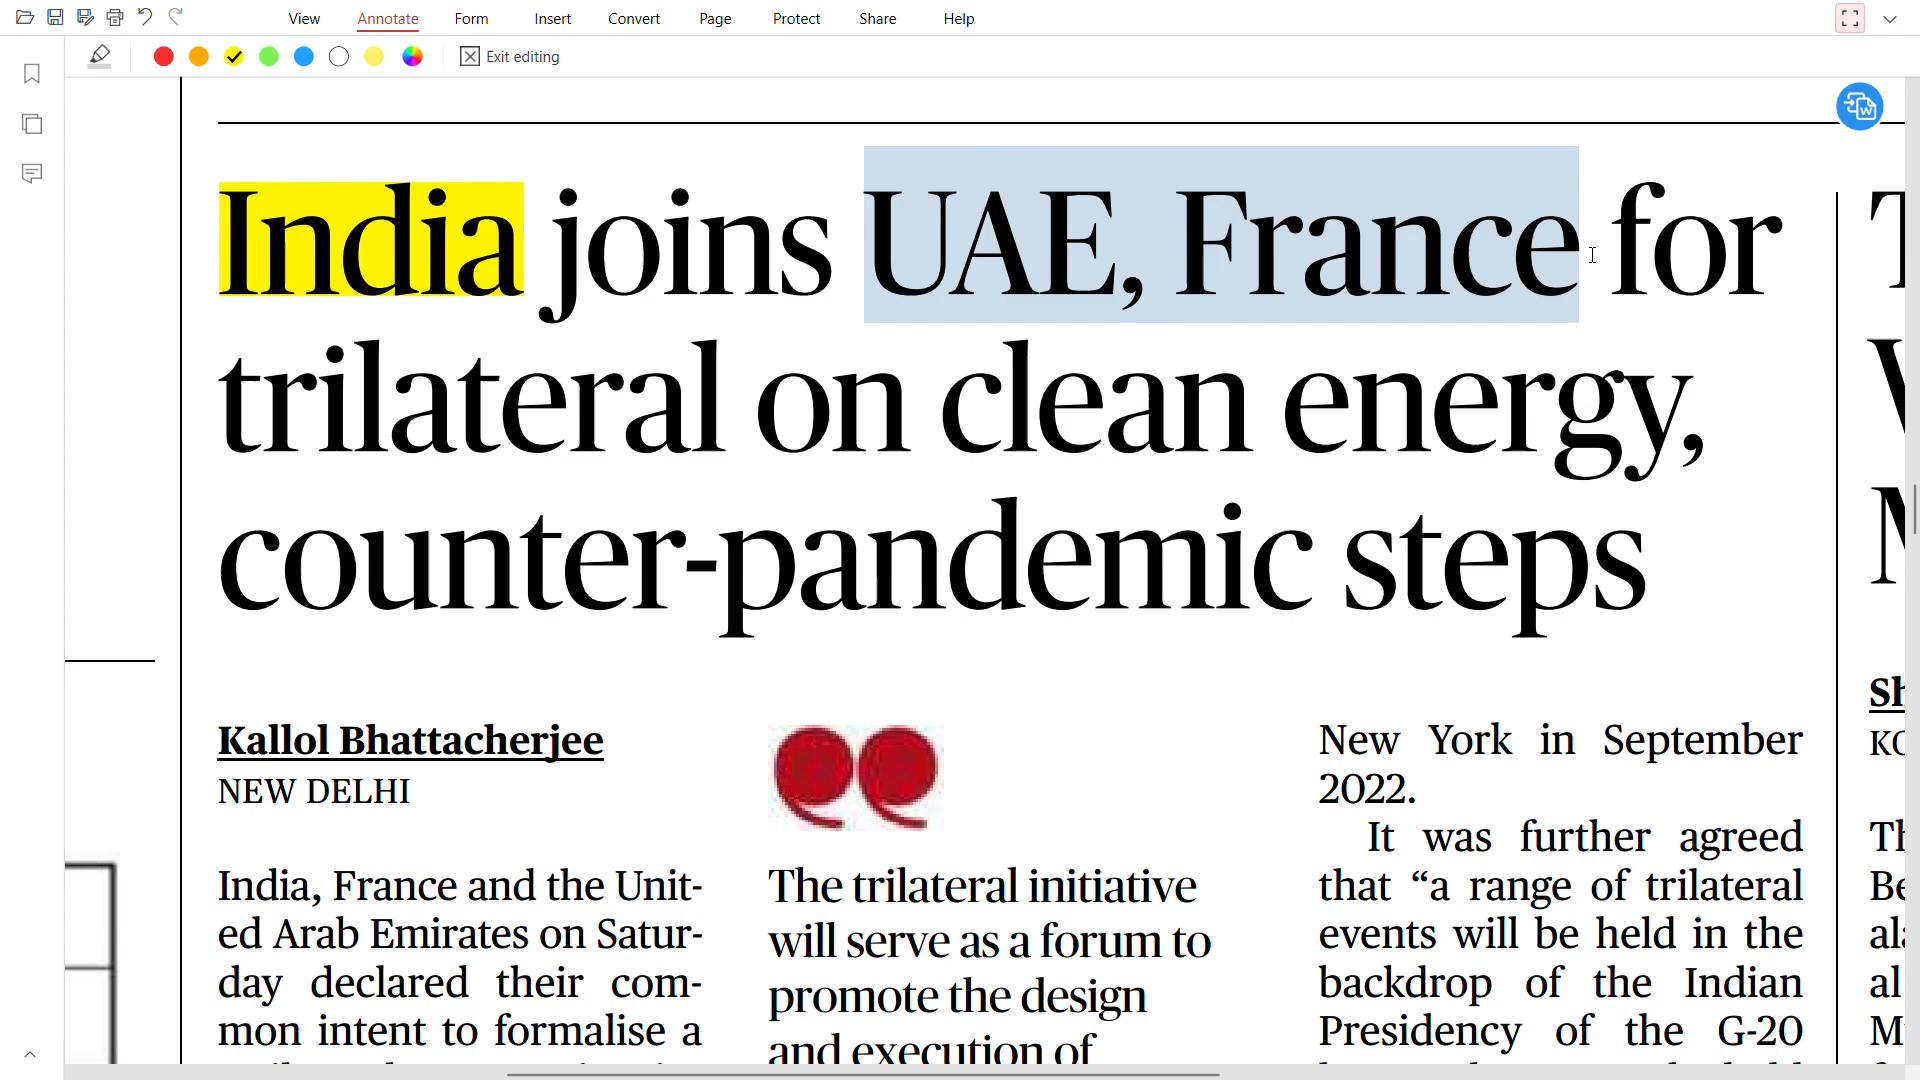 View Annotate Form Insert Convert Page Protect Share Help
Exit editing
India joins UAE, France for
trilateral on clean energy,
counter-pandemic steps
Kallol Bhattacherjee
NEW DELHI
India, France and the Unit-
ed Arab Emirates on Satur-
day declared their com-
mon intent to formalise a
The trilateral initiative
will serve as a forum to
promote the design
and execution of
New York in September
2022.
It was further agreed
that “a range of trilateral
events will be held in the
backdrop of the Indian
Presidency of the G-20